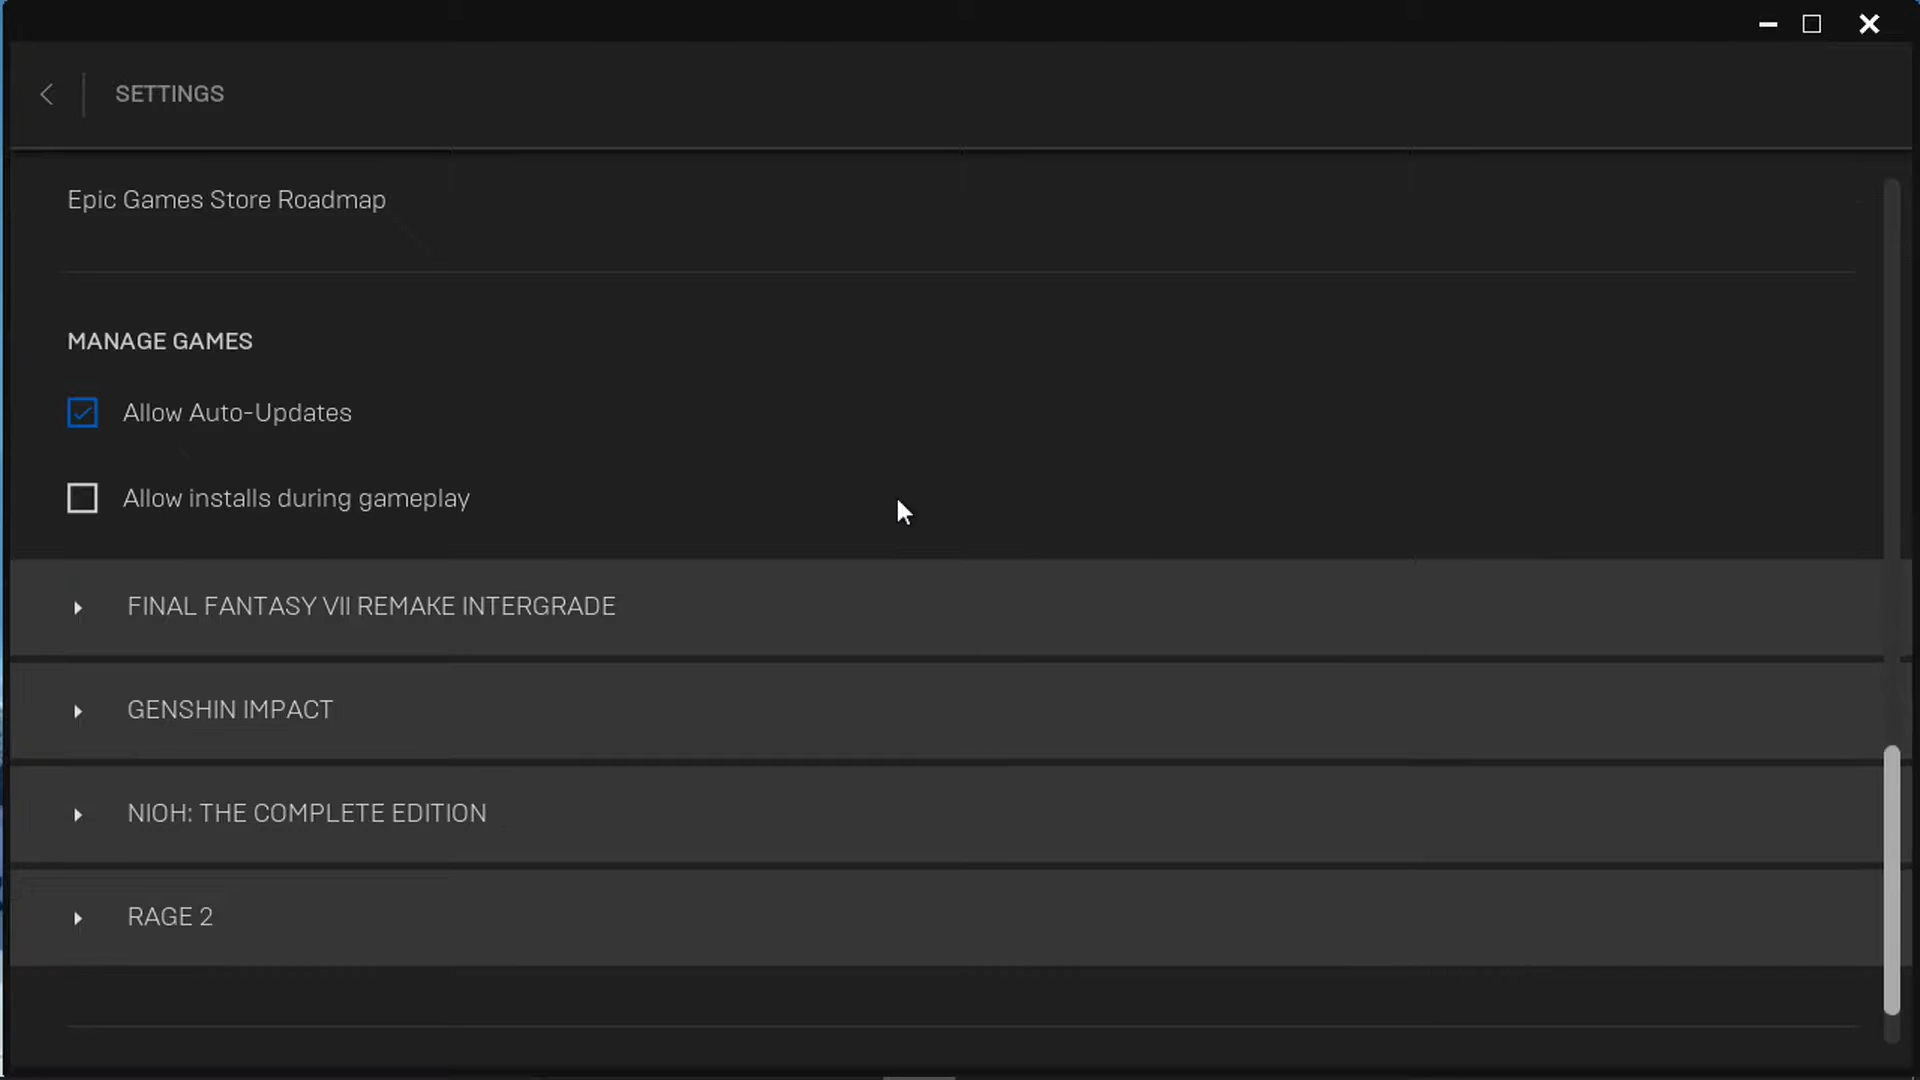 SETTINGS
Epic Games Store Roadmap
MANAGE GAMES
Allow Auto-Updates
Allow installs during gameplay
FINAL FANTASY VII REMAKE INTERGRADE
GENSHIN IMPACT
NIOH: THE COMPLETE EDITION
RAGE 2